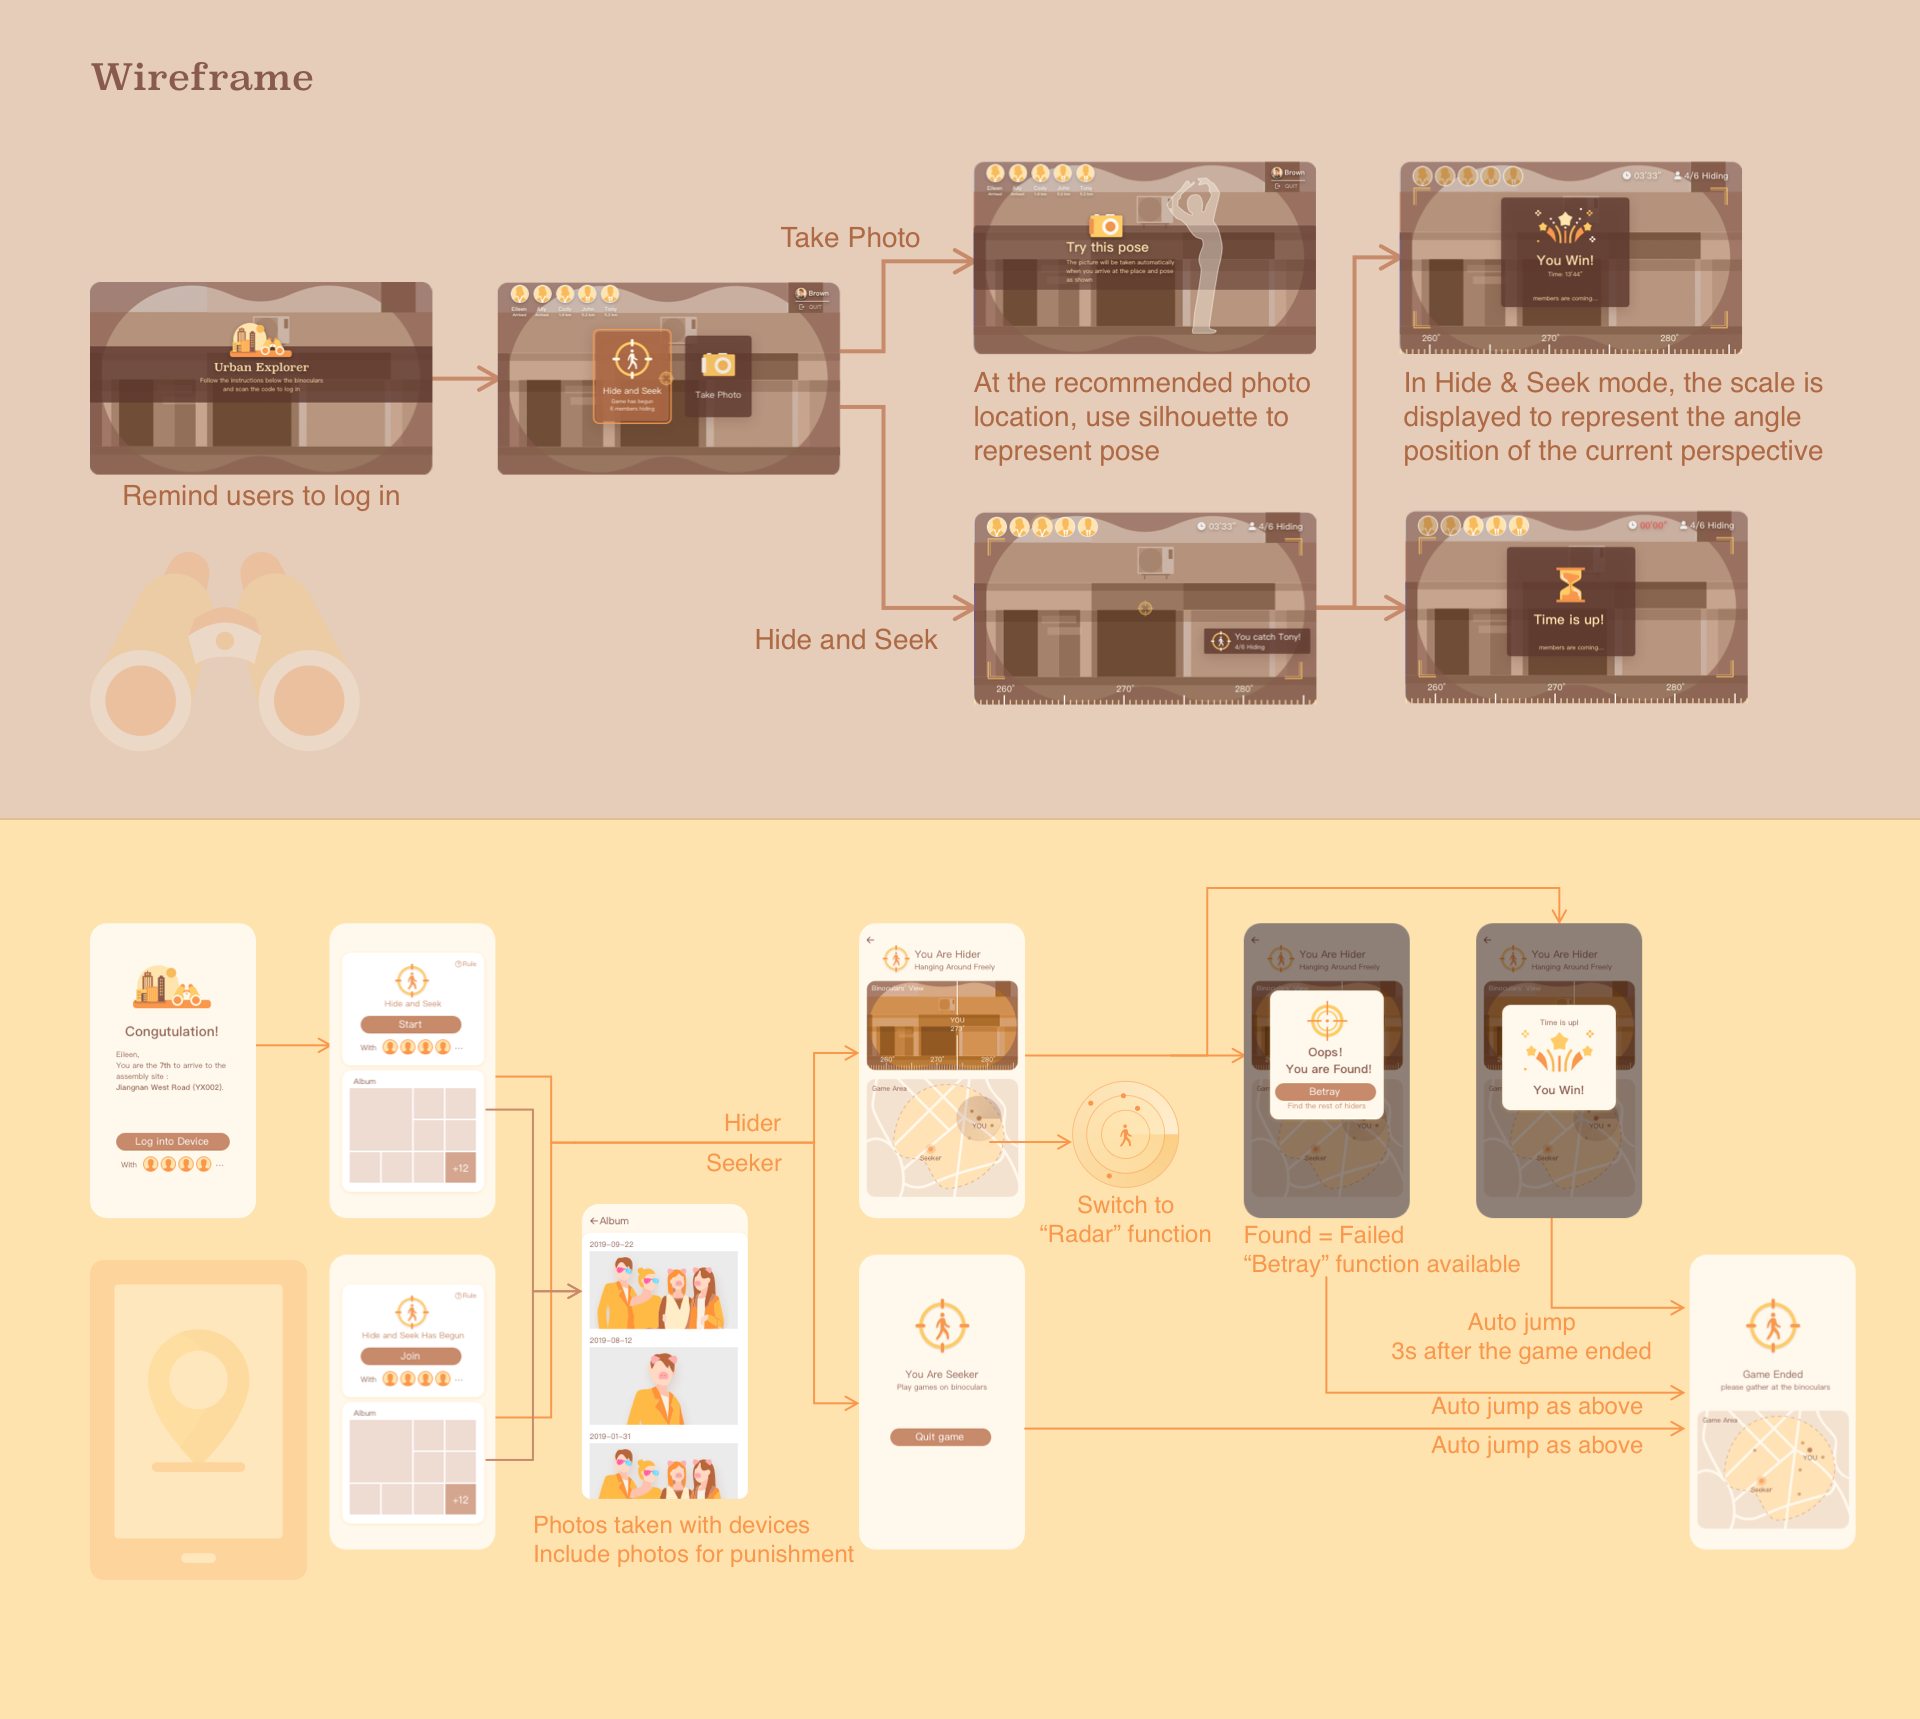 Wireframe
Urban Explorer
Follow the instructions below the binoculars
and scan the code to log in
Remind users to log in
Eileen
July
Cody
John
Tony
Brown
QUIT
Hide and Seek
Game has begun
6 members hiding
Take Photo
Take Photo
Hide and Seek
Eileen
July
Cody
John
Tony
Brown
QUIT
Try this pose
The picture will be taken automatically
when you arrive at the place and pose
as shown
At the recommended photo
location, use silhouette to
represent pose
03'33"
4/6 Hiding
You Win!
Time: 13'44"
members are coming...
260°
270°
280°
In Hide & Seek mode, the scale is
displayed to represent the angle
position of the current perspective
03'33"
4/6 Hiding
You catch Tony!
4/6 Hiding
260°
270°
280°
00'00"
4/6 Hiding
Time is up!
members are coming...
260°
270°
280°
Congutulation!
Eileen,
You are the 7th to arrive to the
assembly site :
Jiangnan West Road (YX002).
Log into Device
With
...
Rule
Hide and Seek
Start
With
...
Album
+12
Rule
Hide and Seek Has Begun
Join
With
...
Album
+12
Album
2019-09-22
2019-08-12
2019-01-31
Photos taken with devices
Include photos for punishment
Hider
Seeker
You Are Hider
Hanging Around Freely
Binoculars' View
YOU
273°
260°
270°
280°
Game Area
YOU
Seeker
Switch to
“Radar” function
You Are Seeker
Play games on binoculars
Quit game
You Are Hider
Hanging Around Freely
Oops!
You are Found!
Betray
Find the rest of hiders
YOU
Seeker
Found = Failed
“Betray” function available
You Are Hider
Hanging Around Freely
Binoculars' View
Time is up!
You Win!
YOU
Seeker
Auto jump
3s after the game ended
Auto jump as above
Auto jump as above
Game Ended
please gather at the binoculars
Game Area
YOU
Seeker